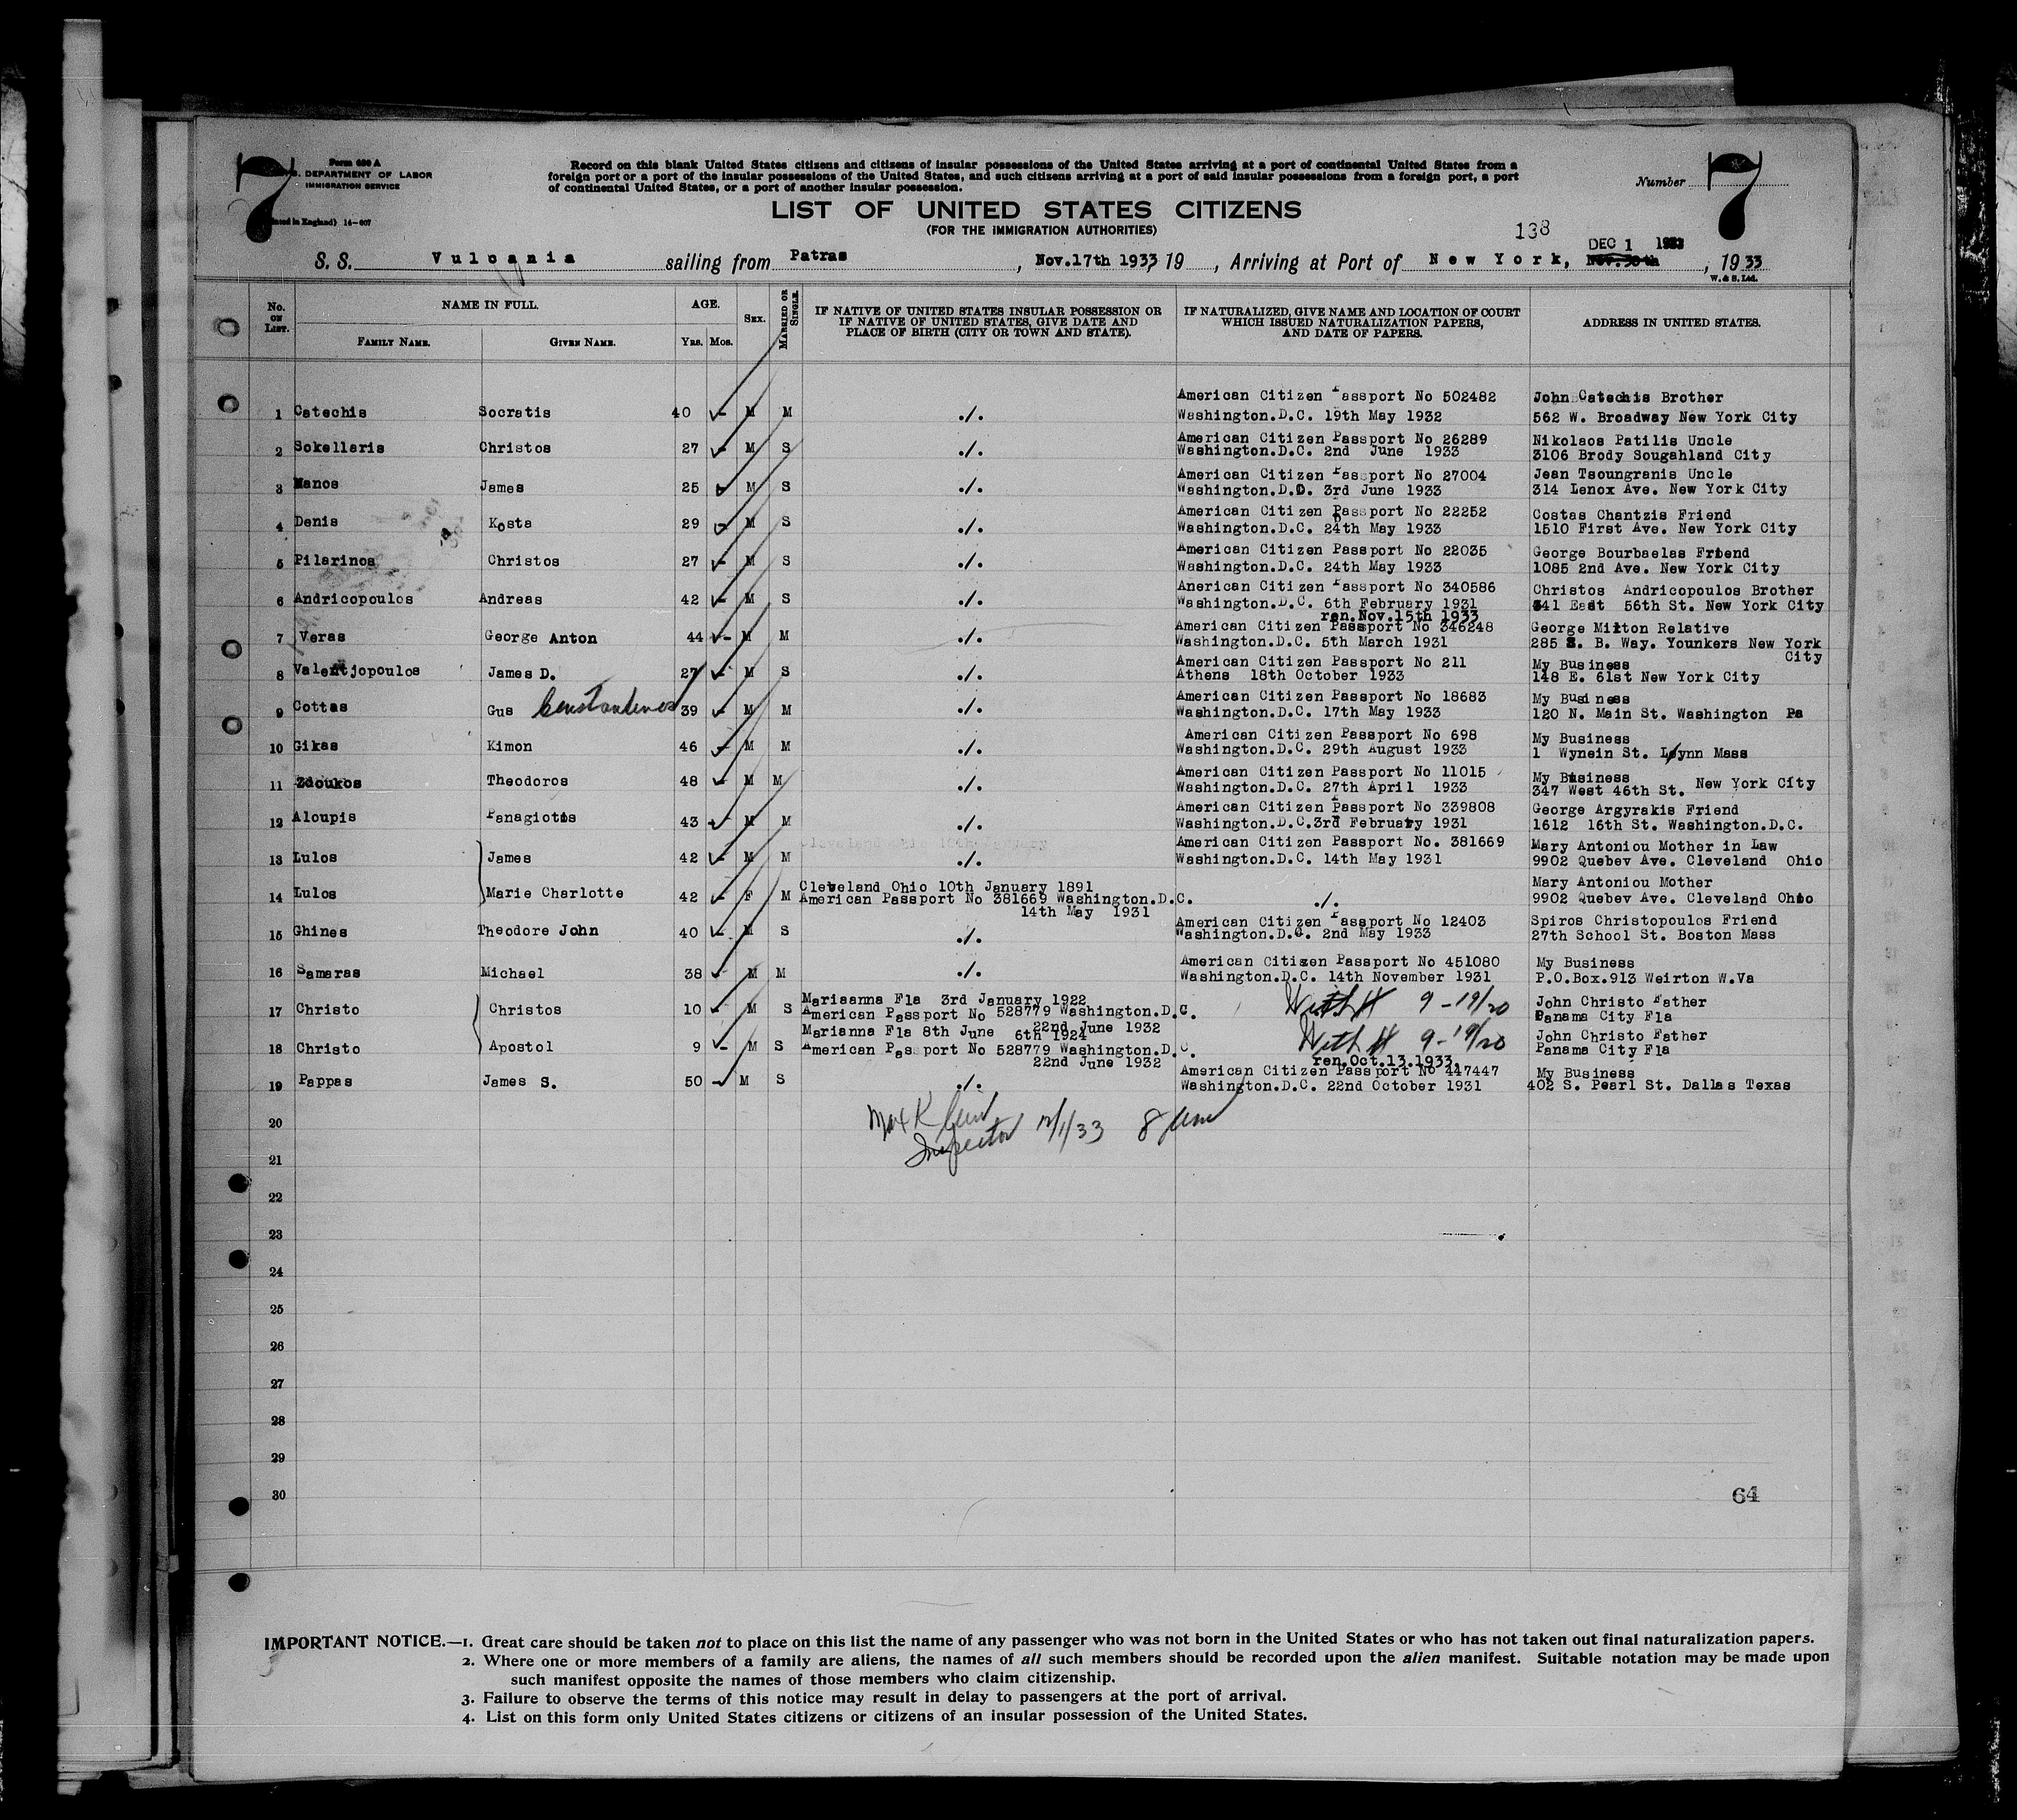 7
Form 630 A
DEPARTMENT OF LABOR
IMMIGRATION SERVICE
in England) 14-607
Record on this blank United States citizens and citizens of insular possessions of the United States arriving at a port of continental United States from a
foreign port or a port of the insular possessions of the United States, and such citizens arriving at a port of said insular possessions from a foreign port, a port
of continental United States, or a port of another insular possession.
Number 7
LIST OF UNITED STATES CITIZENS
(FOR THE IMMIGRATION AUTHORITIES)
138
S. S. Vulcania sailing from Patras, Nov.17th 1933, 19, Arriving at Port of New York, DEC 1 1933 Nov.30th, 1933
W. & S. Ltd.
No. ON LIST. NAME IN FULL. AGE. SEX. MARRIED OR SINGLE. IF NATIVE OF UNITED STATES INSULAR POSSESSION OR IF NATIVE OF UNITED STATES, GIVE DATE AND PLACE OF BIRTH (CITY OR TOWN AND STATE). IF NATURALIZED, GIVE NAME AND LOCATION OF COURT WHICH ISSUED NATURALIZATION PAPERS, AND DATE OF PAPERS. ADDRESS IN UNITED STATES.
FAMILY NAME. GIVEN NAME. YRS. MOS.
American Citizen Passport No 502482 John Catechis Brother
1 Catechis Socratis 40 - M M ./. Washington.D.C. 19th May 1932 562 W. Broadway New York City
American Citizen Passport No 26289 Nikolaos Patilis Uncle
2 Sokellaris Christos 27 - M S ./. Washington.D.C. 2nd June 1933 3106 Brody Sougahland City
American Citizen Passport No 27004 Jean Tsoungranis Uncle
3 Manos James 25 - M S ./. Washington.D.D. 3rd June 1933 314 Lenox Ave. New York City
American Citizen Passport No 22252 Costas Chantzis Friend
4 Denis Kosta 29 - M S ./. Washington.D.C. 24th May 1933 1510 First Ave. New York City
American Citizen Passport No 22035 George Bourbaelas Friend
5 Pilarinos Christos 27 - M S ./. Washington.D.C. 24th May 1933 1085 2nd Ave. New York City
American Citizen Passport No 340586 Christos Andricopoulos Brother
6 Andricopoulos Andreas 42 - M S ./. Washington.D.C. 6th February 1931 341 East 56th St. New York City
ren.Nov.15th 1933
American Citizen Passport No 346248 George Milton Relative
7 Veras George Anton 44 - M M ./. Washington.D.C. 5th March 1931 285 S. B. Way. Younkers New York City
American Citizen Passport No 211 My Business
8 Valentjopoulos James D. 27 - M S ./. Athens 18th October 1933 148 E. 61st New York City
American Citizen Passport No 18683 My Business
9 Cottas Gus Constantinos 39 - M M ./. Washington.D.C. 17th May 1933 120 N. Main St. Washington Pa
American Citizen Passport No 698 My Business
10 Gikas Kimon 46 - M M ./. Washington.D.C. 29th August 1933 1 Wynein St. Lynn Mass
American Citizen Passport No 11015 My Business
11 Zdoukos Theodoros 48 - M M ./. Washington.D.C. 27th April 1933 347 West 46th St. New York City
American Citizen Passport No 339808 George Argyrakis Friend
12 Aloupis Panagiotis 43 - M M ./. Washington.D.C.3rd February 1931 1612 16th St. Washington.D.C.
American Citizen Passport No. 381669 Mary Antoniou Mother in Law
13 Lulos James 42 - M M ./. Washington.D.C. 14th May 1931 9902 Quebev Ave. Cleveland Ohio
Cleveland Ohio 10th January 1891 Mary Antoniou Mother
14 Lulos Marie Charlotte 42 - F M American Passport No 381669 Washington.D.C. ./. 9902 Quebev Ave. Cleveland Ohio
14th May 1931
American Citizen Passport No 12403 Spiros Christopoulos Friend
15 Ghines Theodore John 40 - M S ./. Washington.D.C. 2nd May 1933 27th School St. Boston Mass
American Citizen Passport No 451080 My Business
16 Samaras Michael 38 - M M ./. Washington.D.C. 14th November 1931 P.O.Box.913 Weirton W.Va
Marisanna Fla 3rd January 1922 John Christo Father
17 Christo Christos 10 - M S American Passport No 528779 Washington.D.C. With # 9-19/20 Panama City Fla
22nd June 1932
Marianna Fla 8th June 6th 1924 John Christo Father
18 Christo Apostol 9 - M S American Passport No 528779 Washington.D.C. With # 9-19/20 Panama City Fla
22nd June 1932 ren.Oct.13.1933
American Citizen Passport No 447447 My Business
19 Pappas James S. 50 - M S ./. Washington.D.C. 22nd October 1931 402 S. Pearl St. Dallas Texas
20
Inspector 12/1/33
21
22
23
24
25
26
27
28
29
30
64
IMPORTANT NOTICE.—1. Great care should be taken not to place on this list the name of any passenger who was not born in the United States or who has not taken out final naturalization papers.
2. Where one or more members of a family are aliens, the names of all such members should be recorded upon the alien manifest. Suitable notation may be made upon
such manifest opposite the names of those members who claim citizenship.
3. Failure to observe the terms of this notice may result in delay to passengers at the port of arrival.
4. List on this form only United States citizens or citizens of an insular possession of the United States.